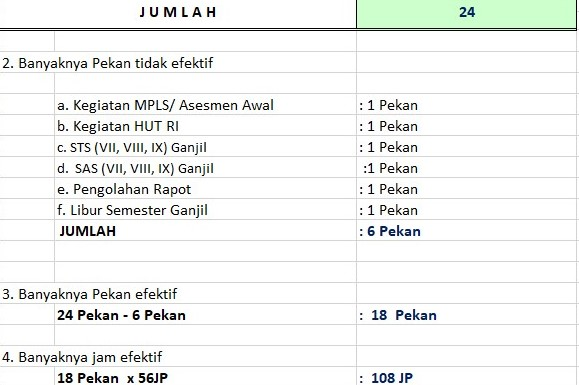 J U M L A H 24
2. Banyaknya Pekan tidak efektif
a. Kegiatan MPLS/ Asesmen Awal : 1 Pekan
b. Kegiatan HUT RI : 1 Pekan
c. STS (VII, VIII, IX) Ganjil : 1 Pekan
d. SAS (VII, VIII, IX) Ganjil :1 Pekan
e. Pengolahan Rapot : 1 Pekan
f. Libur Semester Ganjil : 1 Pekan
JUMLAH : 6 Pekan
3. Banyaknya Pekan efektif
24 Pekan - 6 Pekan : 18 Pekan
4. Banyaknya jam efektif
18 Pekan x 56JP : 108 JP